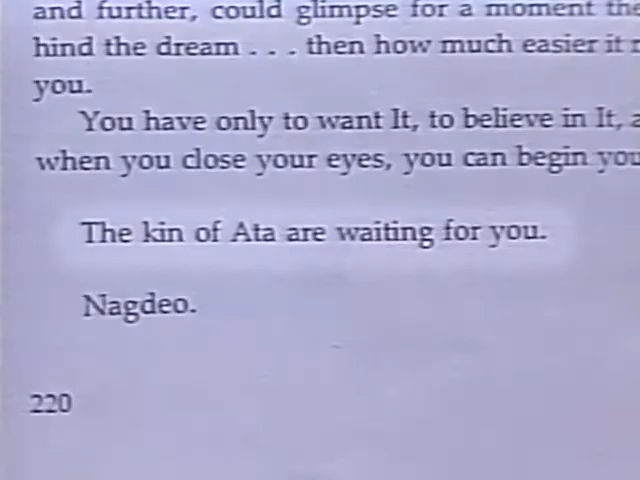 and further, could glimpse for a moment the
hind the dream . . . then how much easier it
you.
You have only to want It, to believe in It,
when you close your eyes, you can begin
The kin of Ata are waiting for you.
Nagdeo.
220